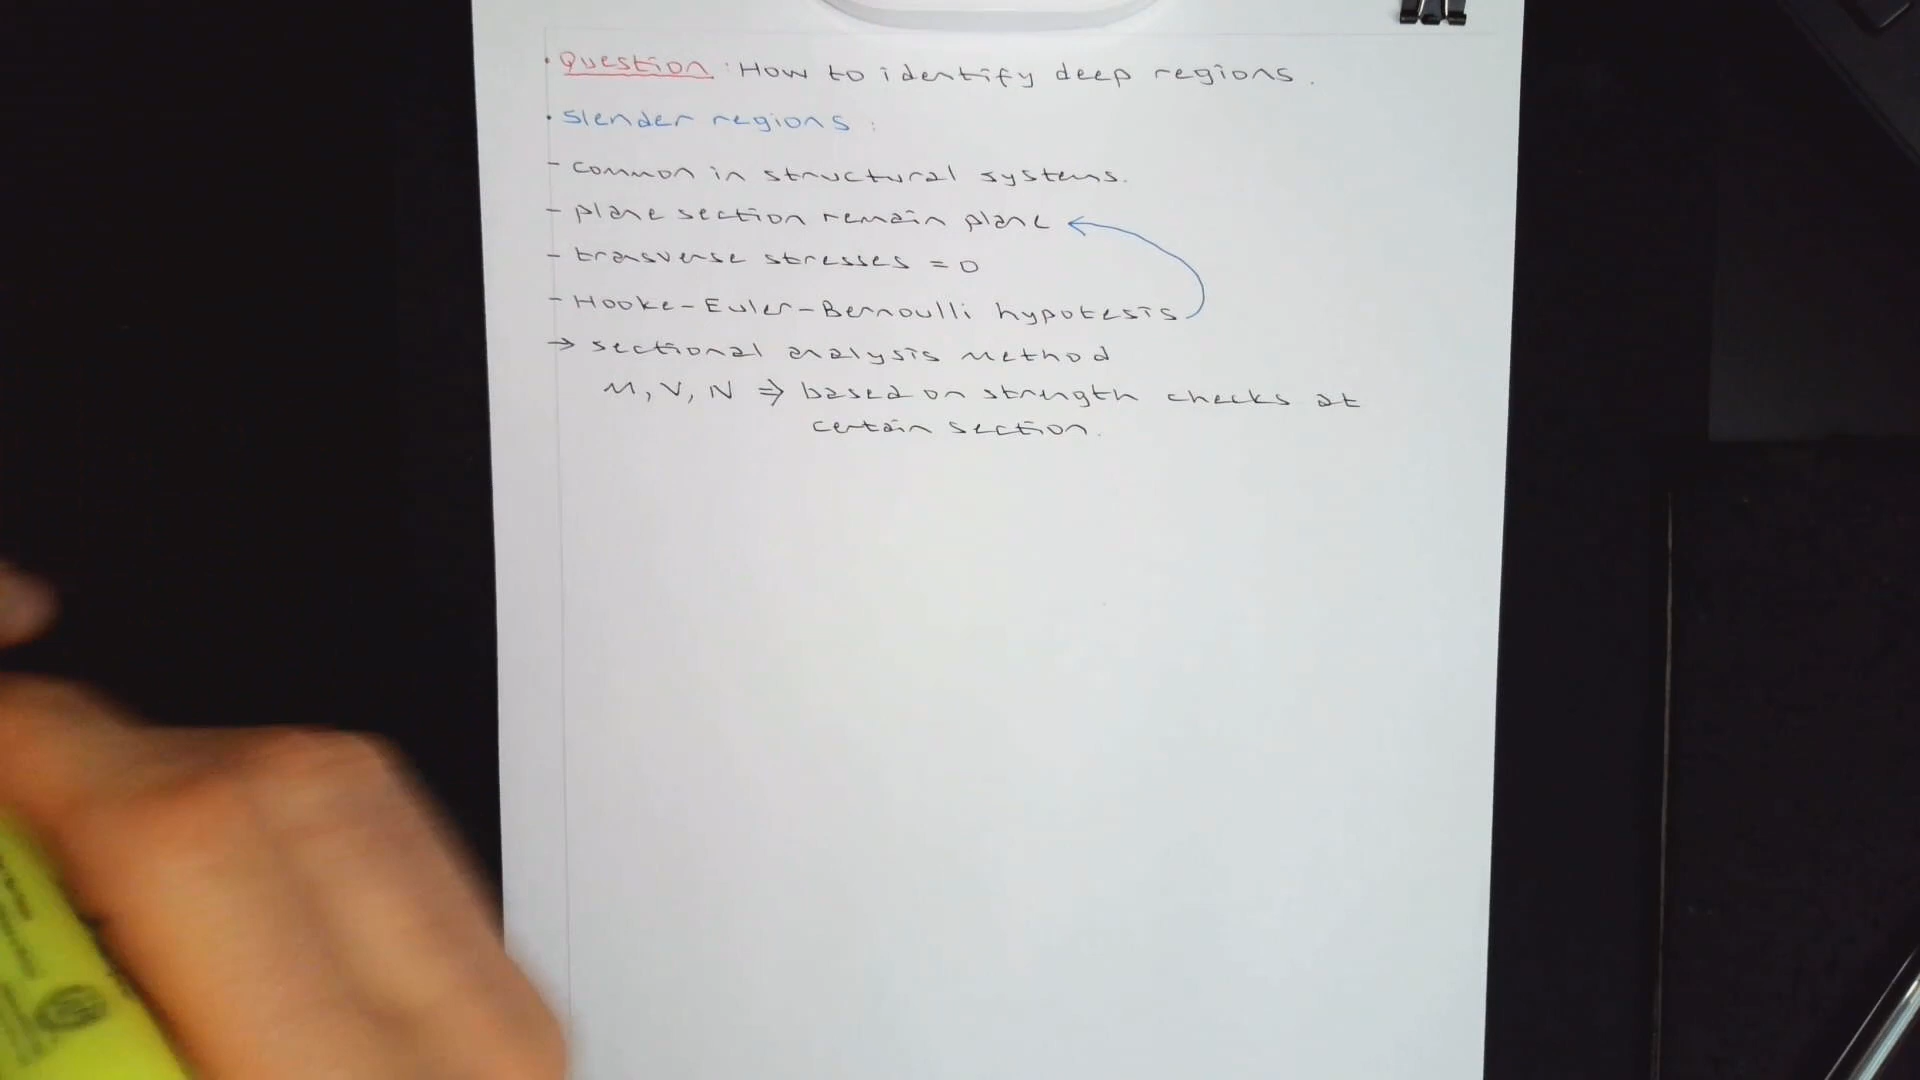 • Question : How to identify deep regions.
• Slender regions :
- common in structural systems.
- plane section remain plane
- transverse stresses = 0
- Hooke-Euler-Bernoulli hypotesis
→ sectional analysis method
M, V, N ⇒ based on strength checks at
certain section.